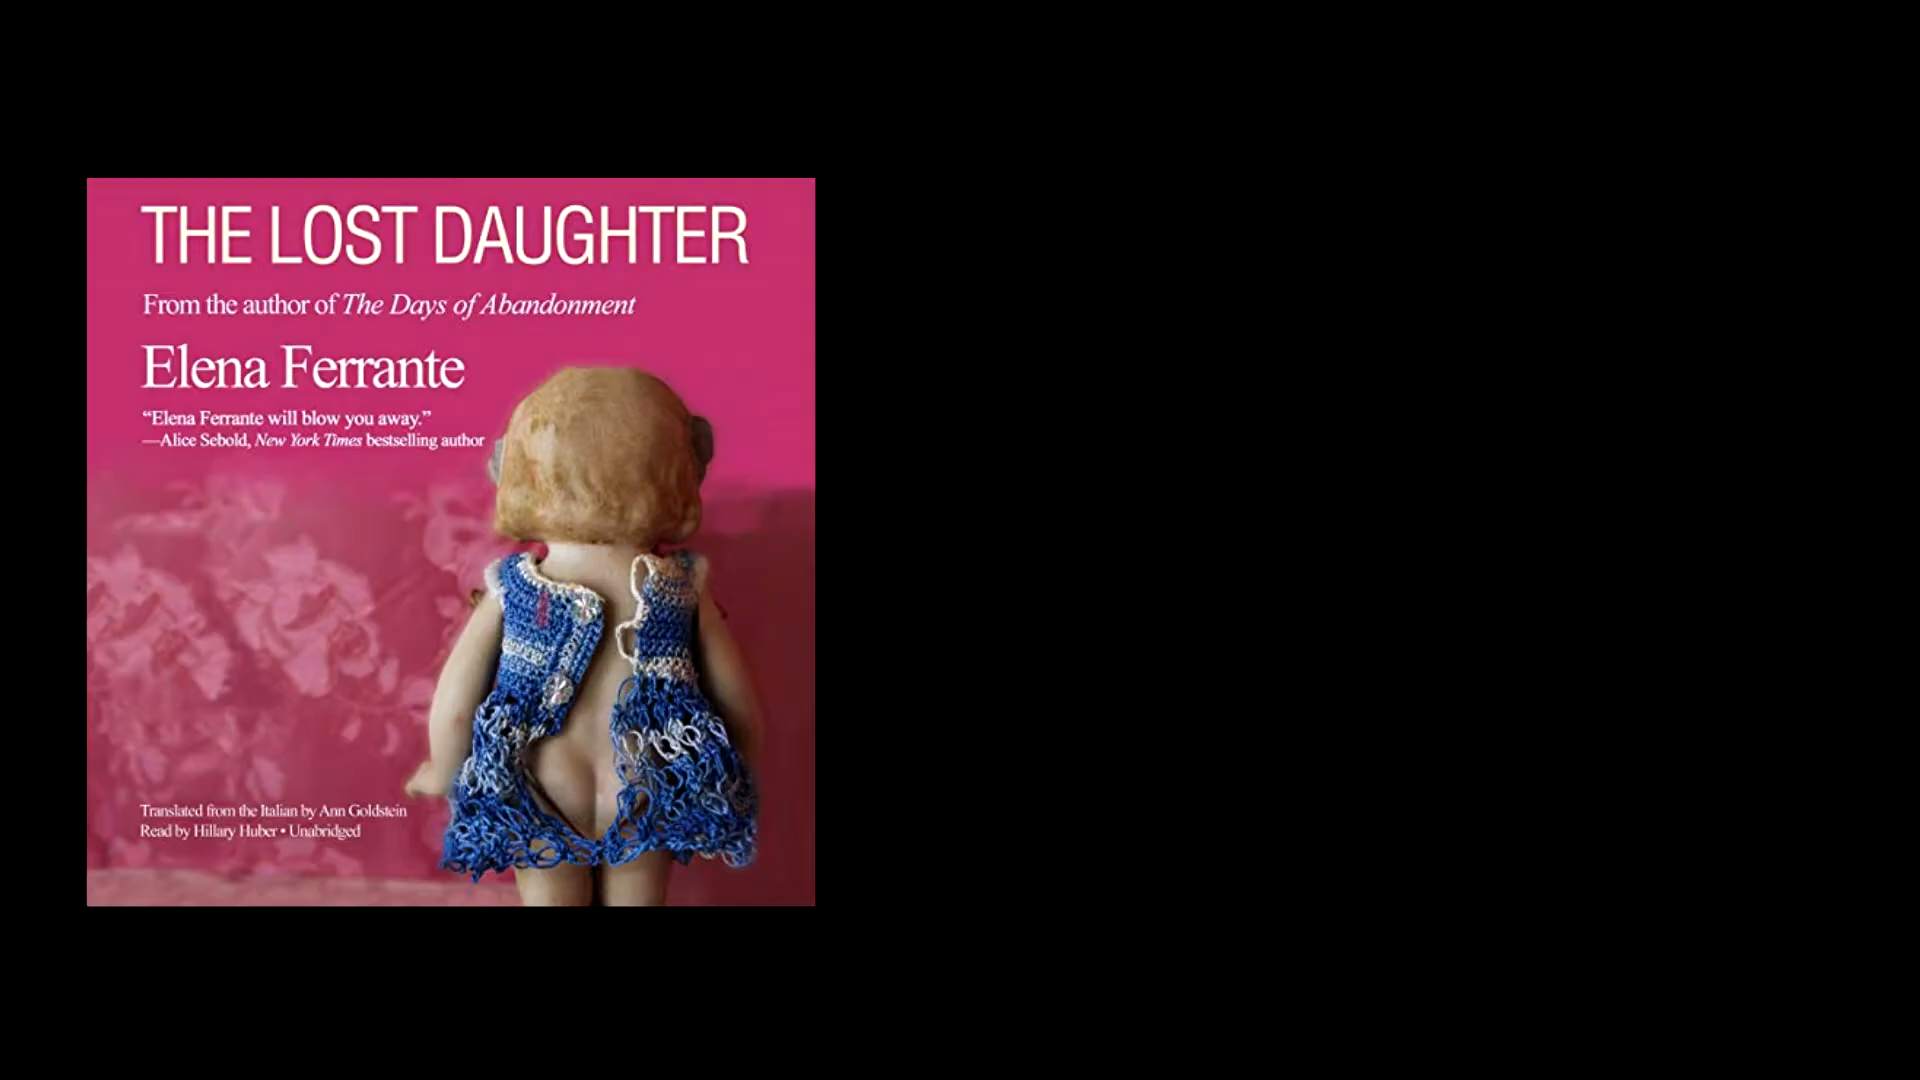 THE LOST DAUGHTER
From the author of The Days of Abandonment
Elena Ferrante
“Elena Ferrante will blow you away.”
—Alice Sebold, New York Times bestselling author
Translated from the Italian by Ann Goldstein
Read by Hillary Huber • Unabridged